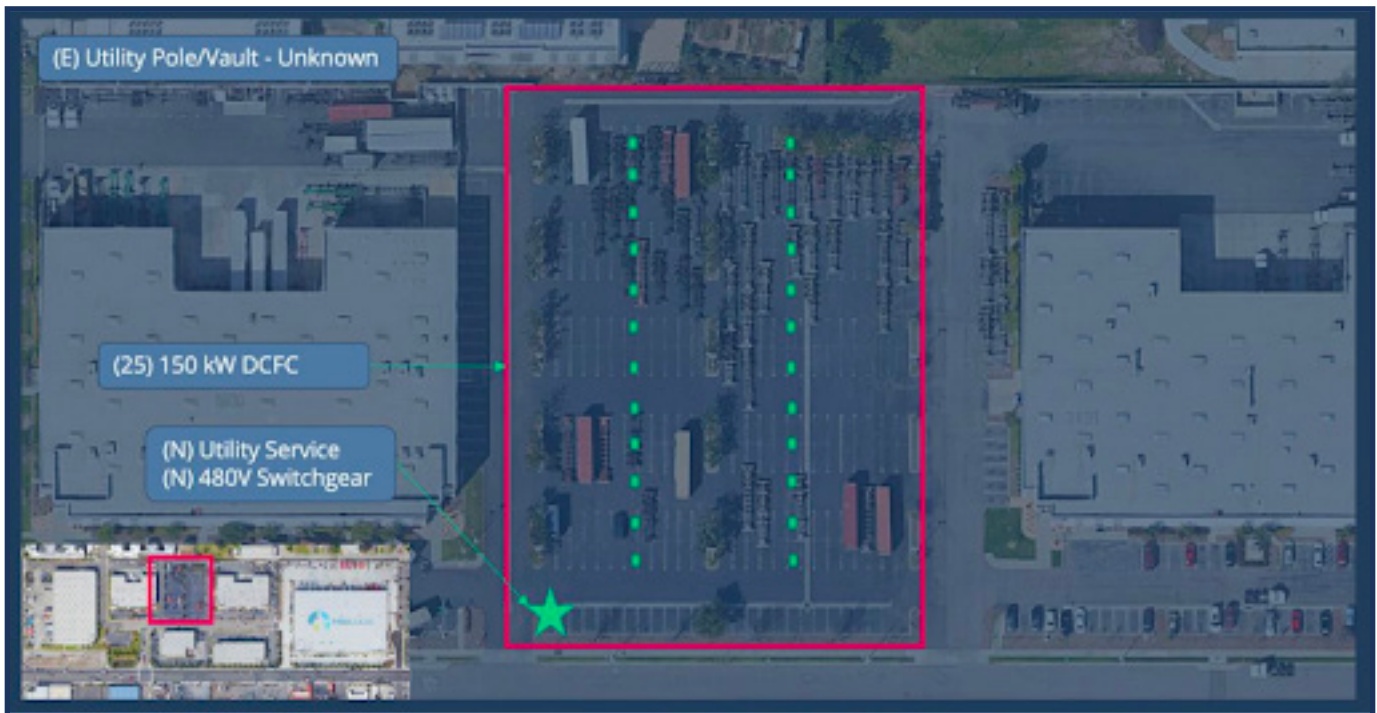 (E) Utility Pole/Vault - Unknown
(25) 150 kW DCFC
(N) Utility Service
(N) 480V Switchgear